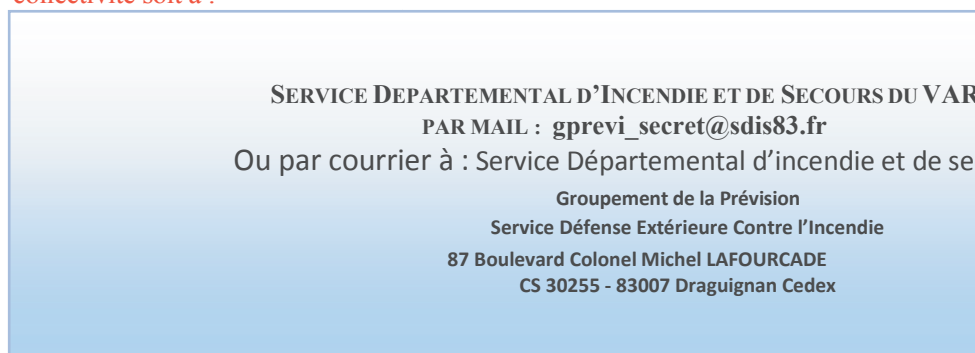 SERVICE DEPARTEMENTAL D’INCENDIE ET DE SECOURS DU VAR
PAR MAIL : gprevi_secret@sdis83.fr
Ou par courrier à : Service Départemental d’incendie et de se
Groupement de la Prévision
Service Défense Extérieure Contre l’Incendie
87 Boulevard Colonel Michel LAFOURCADE
CS 30255 - 83007 Draguignan Cedex